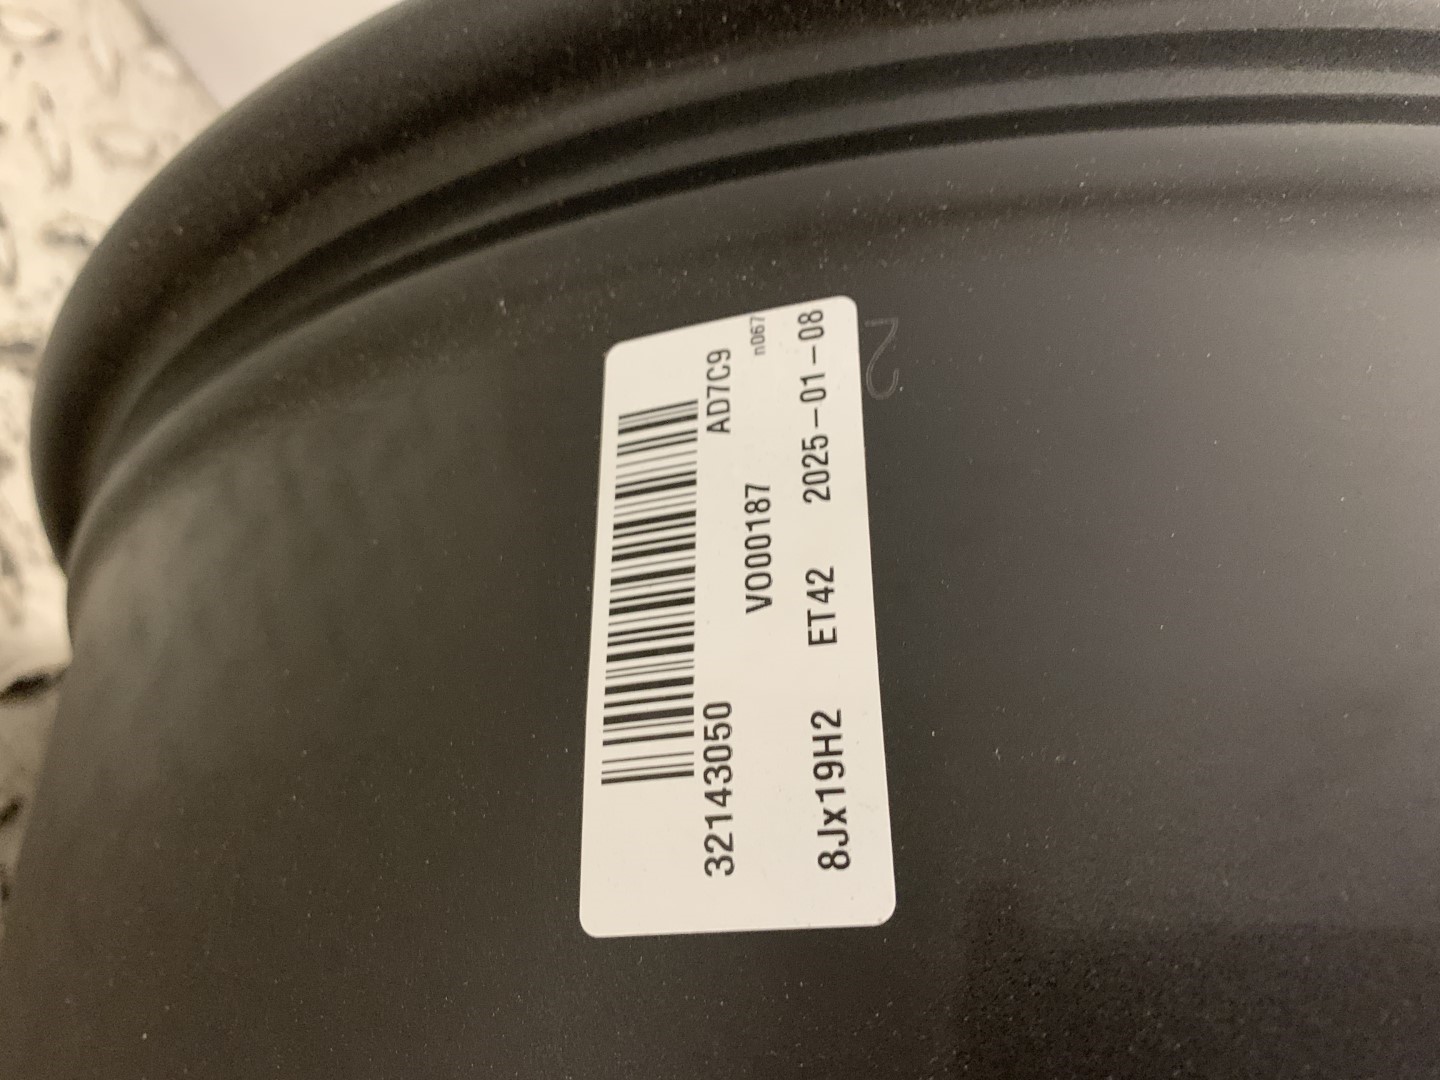 32143050 AD7C9
V000187 n067
8Jx19H2 ET42 2025-01-08
2